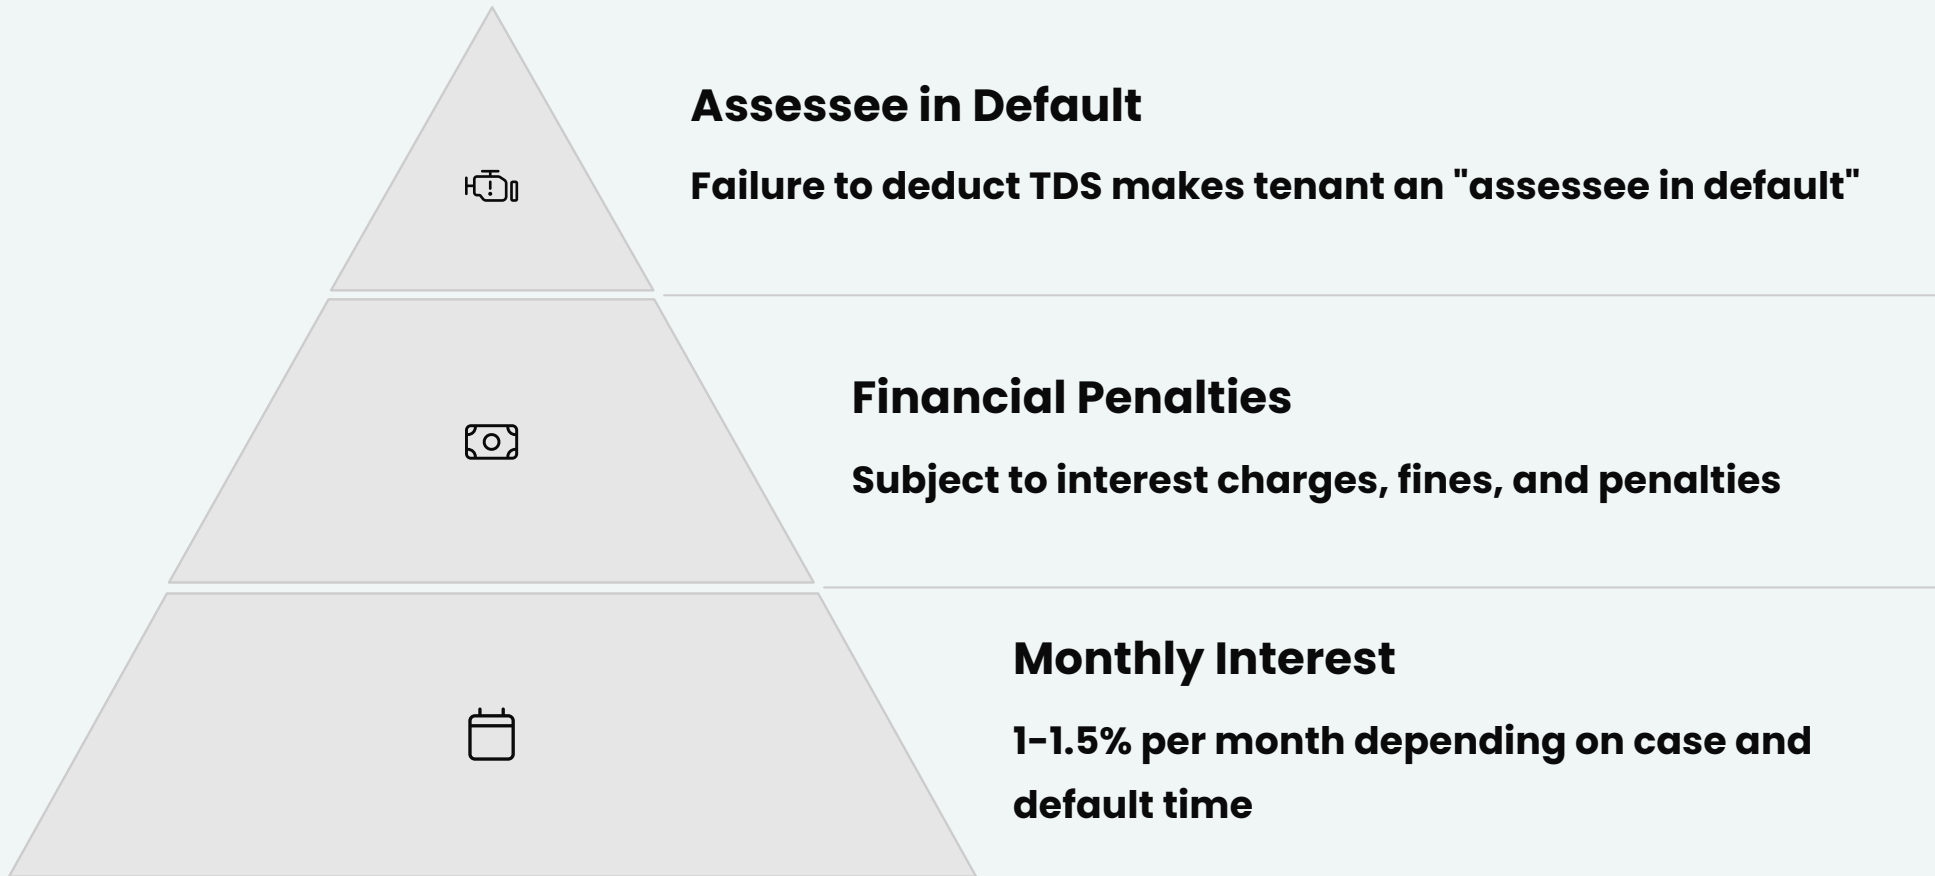 Assessee in Default
Failure to deduct TDS makes tenant an "assessee in default"
Financial Penalties
Subject to interest charges, fines, and penalties
Monthly Interest
1-1.5% per month depending on case and
default time